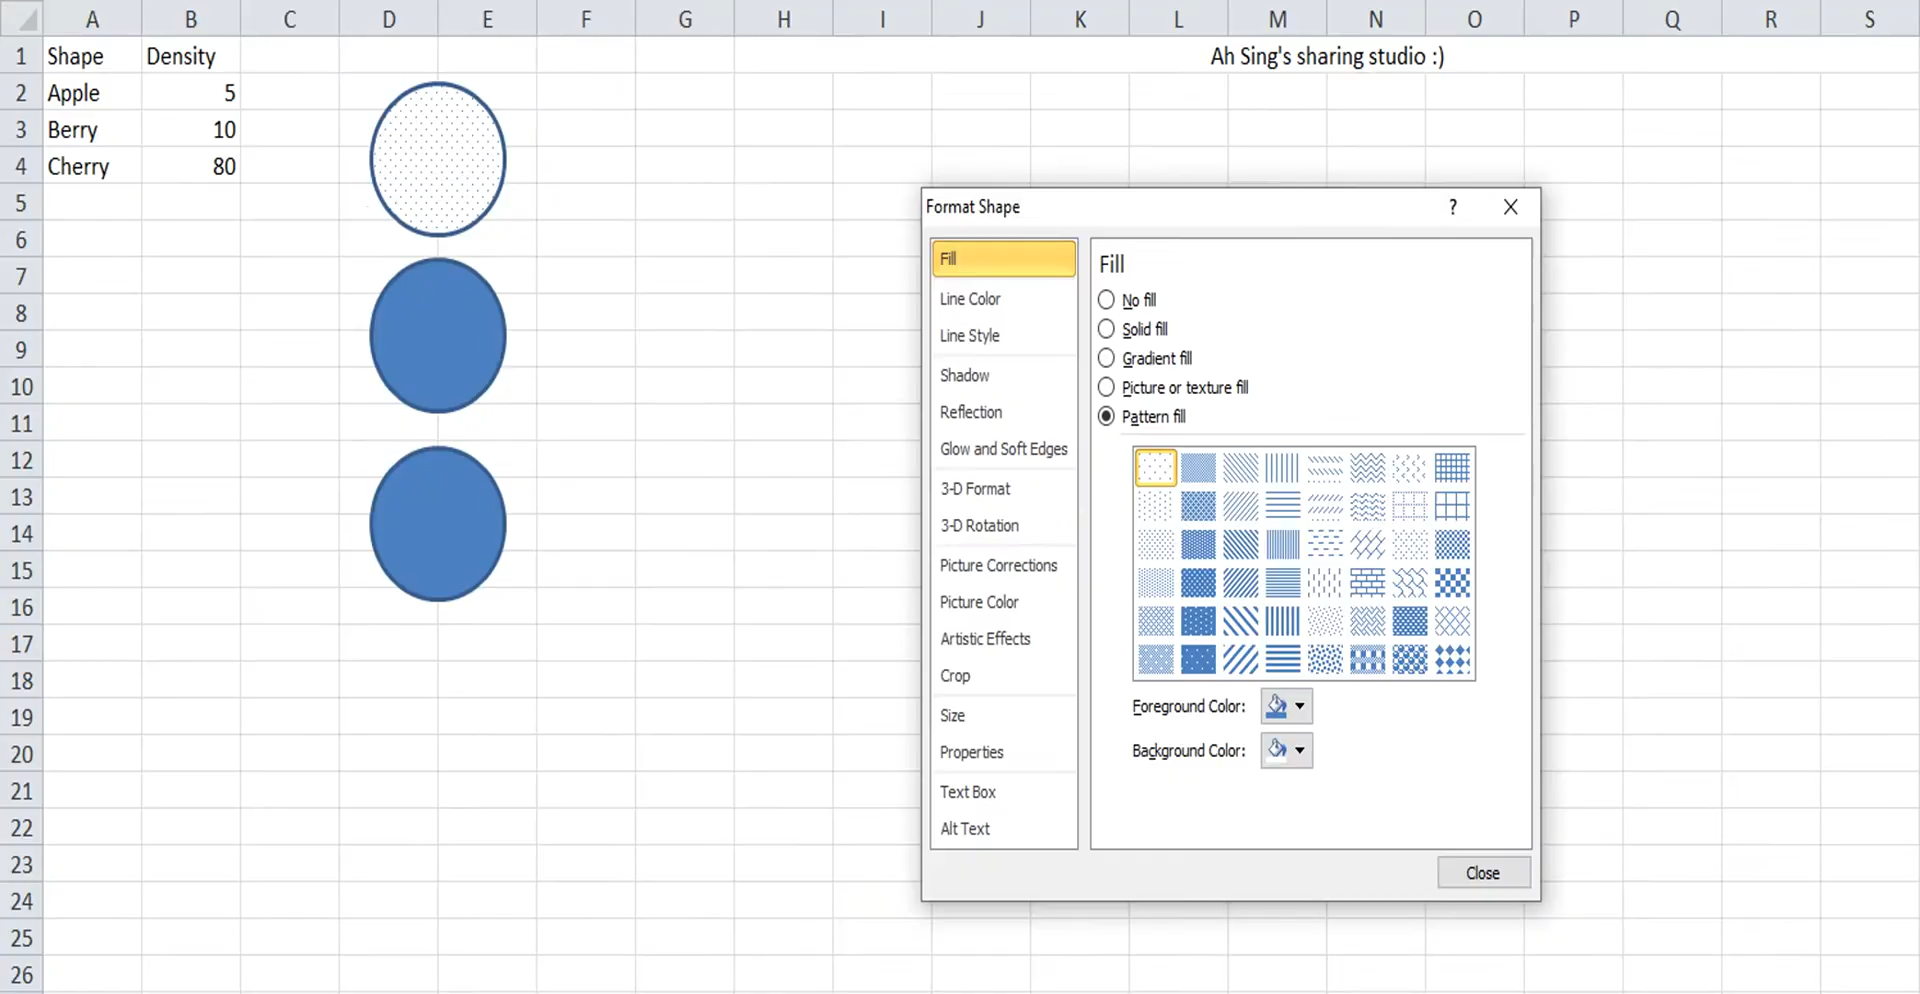 A B C D E F G H I J K L M N O P Q R S
1 Shape Density Ah Sing's sharing studio :)
2 Apple 5
3 Berry 10
4 Cherry 80
5
6
7
8
9
10
11
12
13
14
15
16
17
18
19
20
21
22
23
24
25
26
Format Shape ?
Fill
Line Color
Line Style
Shadow
Reflection
Glow and Soft Edges
3-D Format
3-D Rotation
Picture Corrections
Picture Color
Artistic Effects
Crop
Size
Properties
Text Box
Alt Text
Fill
No fill
Solid fill
Gradient fill
Picture or texture fill
Pattern fill
Foreground Color:
Background Color:
Close